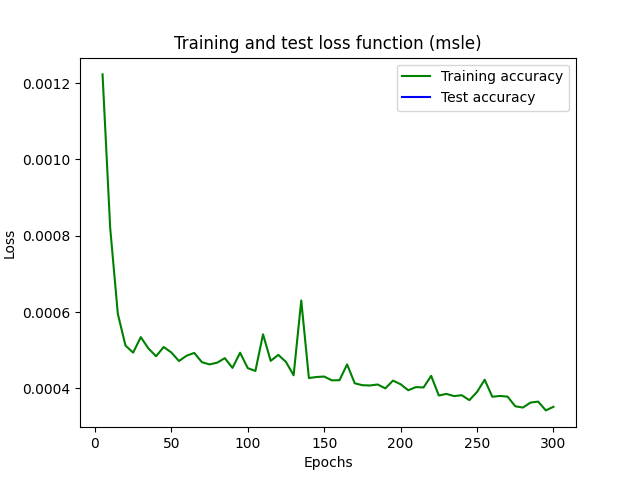 Training and test loss function (msle)
Training accuracy
Test accuracy
0.0012
0.0010
0.0008
0.0006
0.0004
Loss
0 50 100 150 200 250 300
Epochs